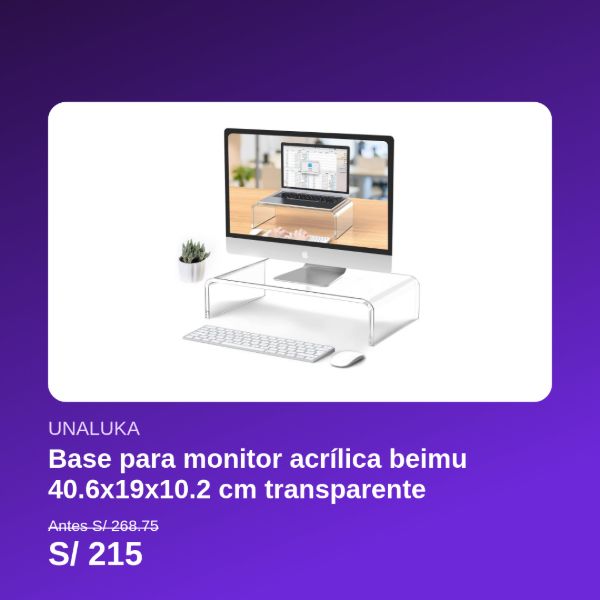 UNALUKA
Base para monitor acrílica beimu
40.6x19x10.2 cm transparente
Antes S/ 268.75
S/ 215